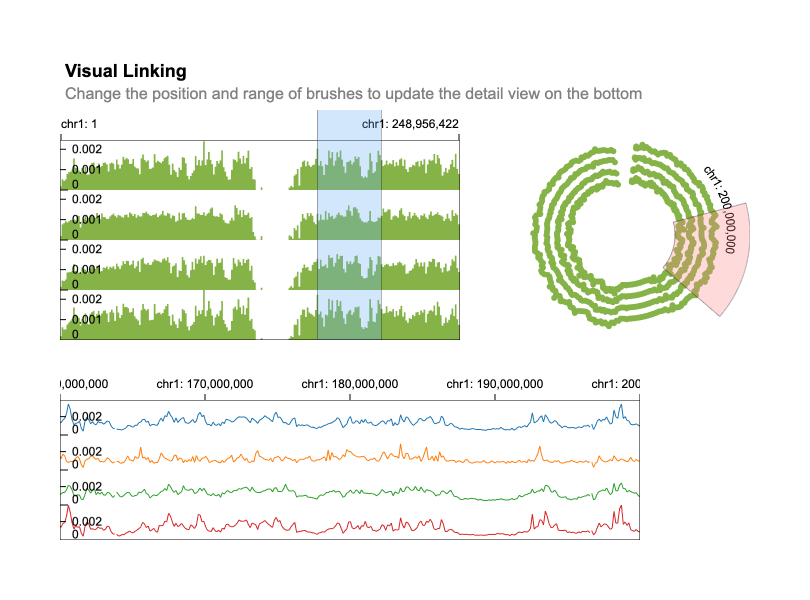 Visual Linking
Change the position and range of brushes to update the detail view on the bottom
chr1: 1
chr1: 248,956,422
0.002
0.001
0
0.002
0.001
0
0.002
0.001
0
0.002
0.001
0
chr1: 200,000,000
0,000,000
chr1: 170,000,000
chr1: 180,000,000
chr1: 190,000,000
chr1: 200
0.002
0
0.002
0
0.002
0
0.002
0